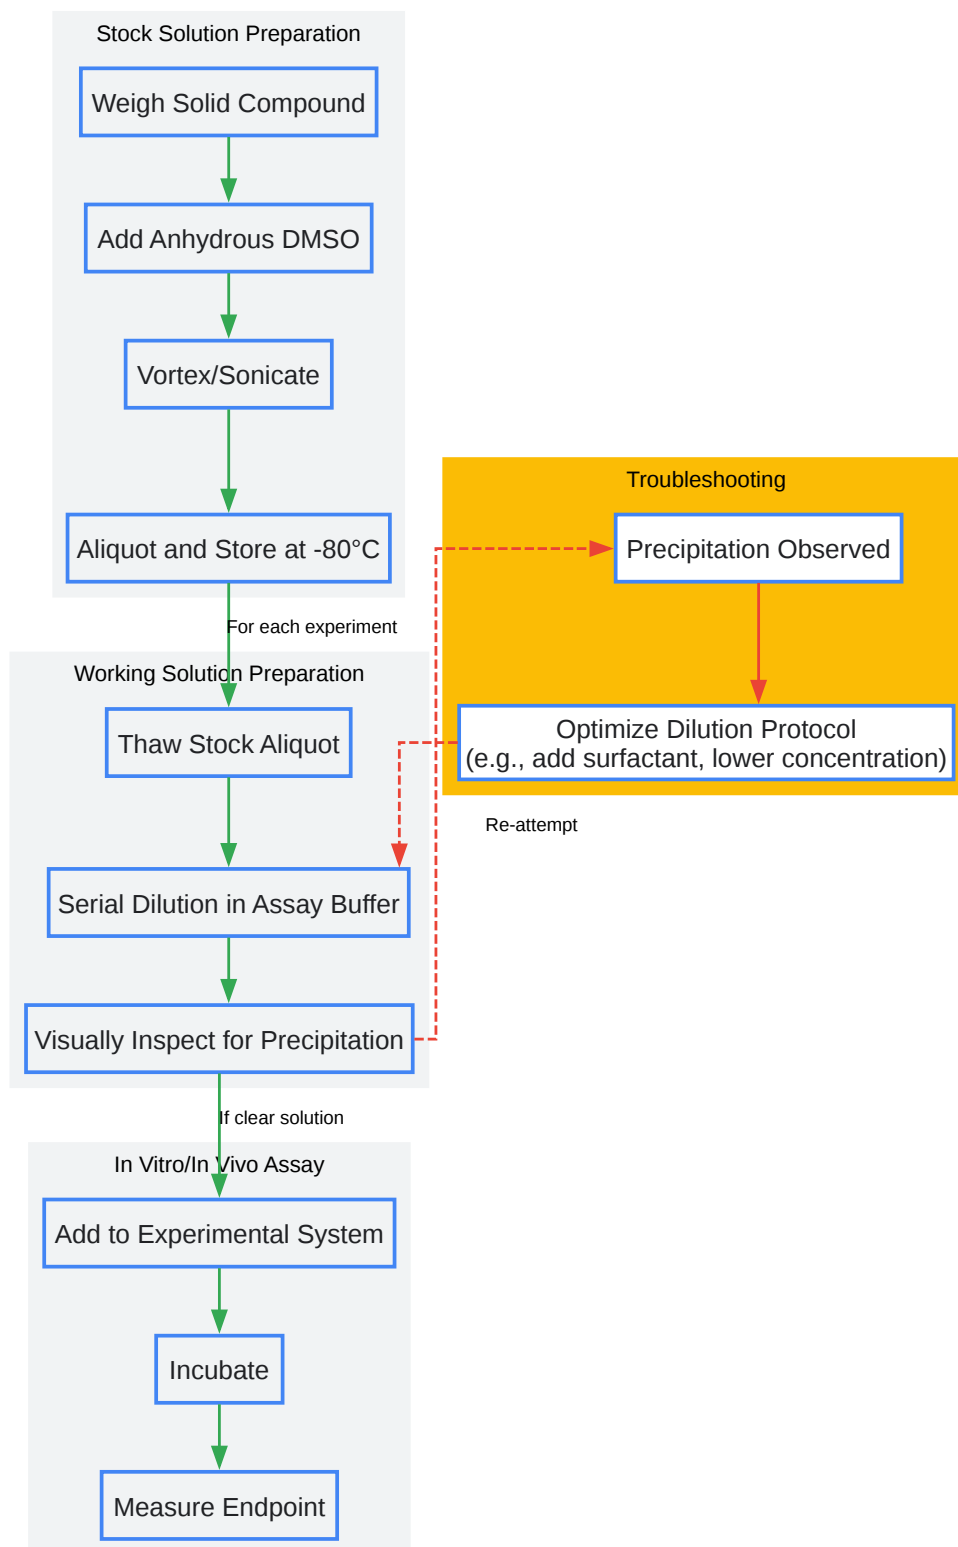 Stock Solution Preparation
Weigh Solid Compound
Add Anhydrous DMSO
Vortex/Sonicate
Aliquot and Store at -80°C
For each experiment
Working Solution Preparation
Thaw Stock Aliquot
Serial Dilution in Assay Buffer
Visually Inspect for Precipitation
Troubleshooting
Precipitation Observed
Optimize Dilution Protocol
(e.g., add surfactant, lower concentration)
Re-attempt
If clear solution
In Vitro/In Vivo Assay
Add to Experimental System
Incubate
Measure Endpoint